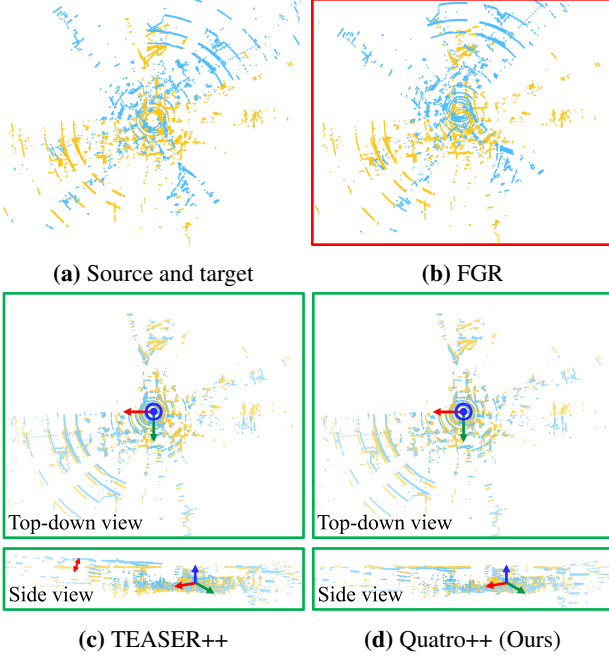 (a) Source and target
(b) FGR
Top-down view
Top-down view
Side view
Side view
(c) TEASER++
(d) Quatro++ (Ours)